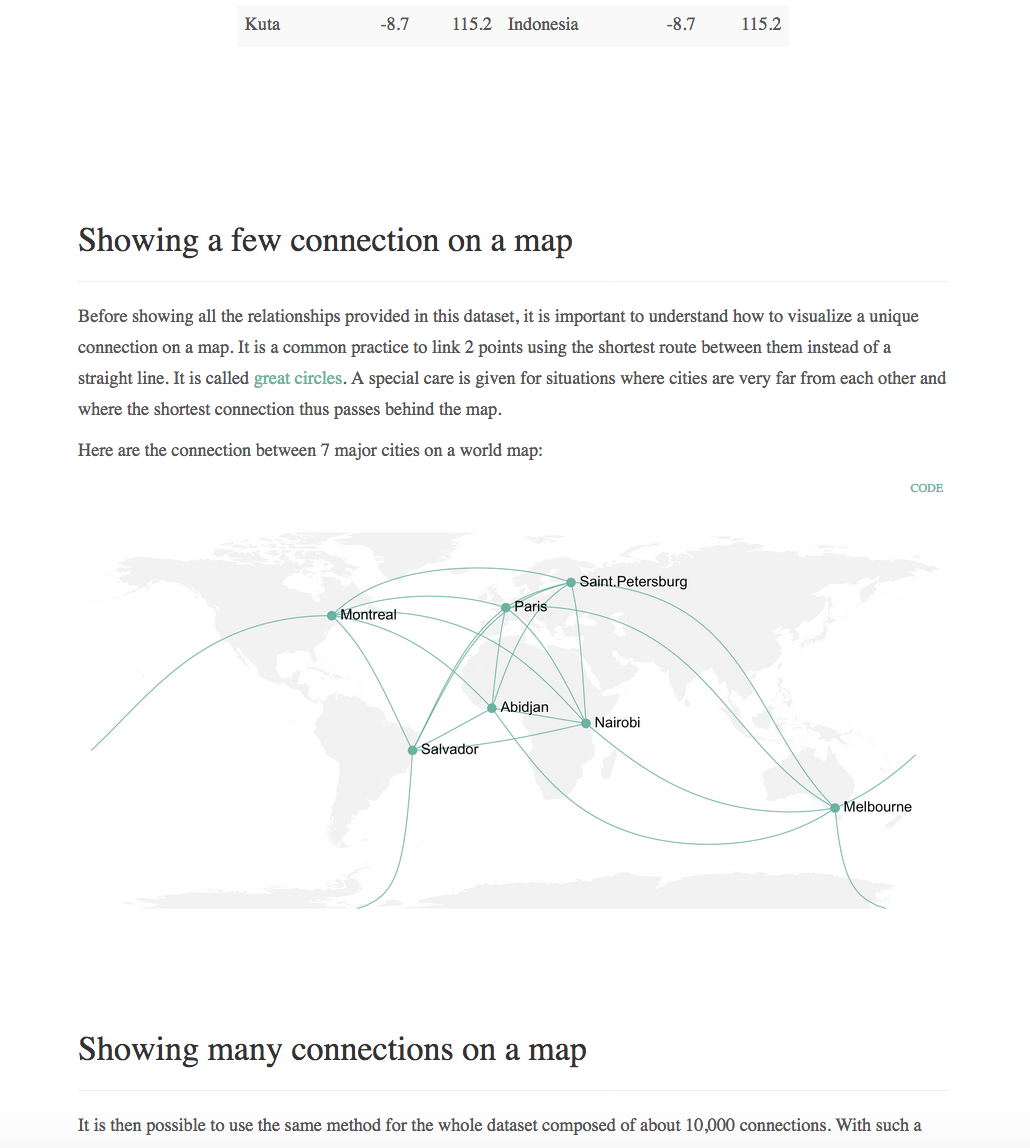 Kuta -8.7 115.2 Indonesia -8.7 115.2
Showing a few connection on a map
Before showing all the relationships provided in this dataset, it is important to understand how to visualize a unique
connection on a map. It is a common practice to link 2 points using the shortest route between them instead of a
straight line. It is called great circles. A special care is given for situations where cities are very far from each other and
where the shortest connection thus passes behind the map.
Here are the connection between 7 major cities on a world map:
CODE
Saint.Petersburg
Paris
Montreal
Abidjan
Nairobi
Salvador
Melbourne
Showing many connections on a map
It is then possible to use the same method for the whole dataset composed of about 10,000 connections. With such a